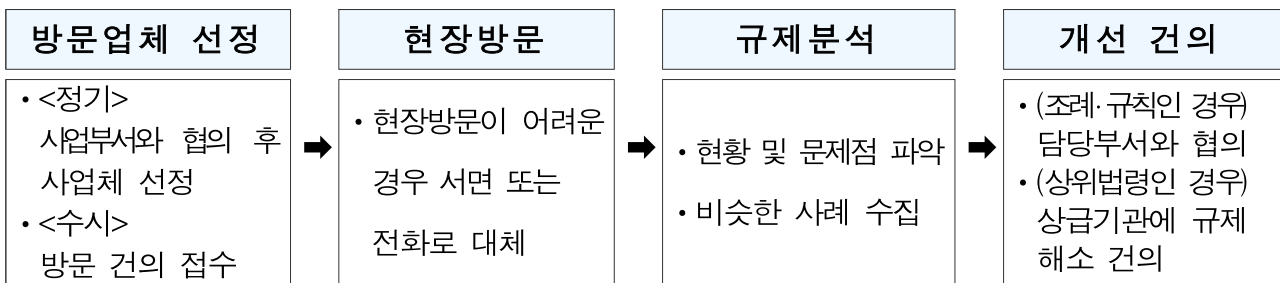 방문업체 선정
• <정기>
사업부서와 협의 후
사업체 선정
• <수시>
방문 건의 접수
현장방문
• 현장방문이 어려운
경우 서면 또는
전화로 대체
규제분석
• 현황 및 문제점 파악
• 비슷한 사례 수집
개선 건의
• (조례·규칙인 경우)
담당부서와 협의
• (상위법령인 경우)
상급기관에 규제
해소 건의